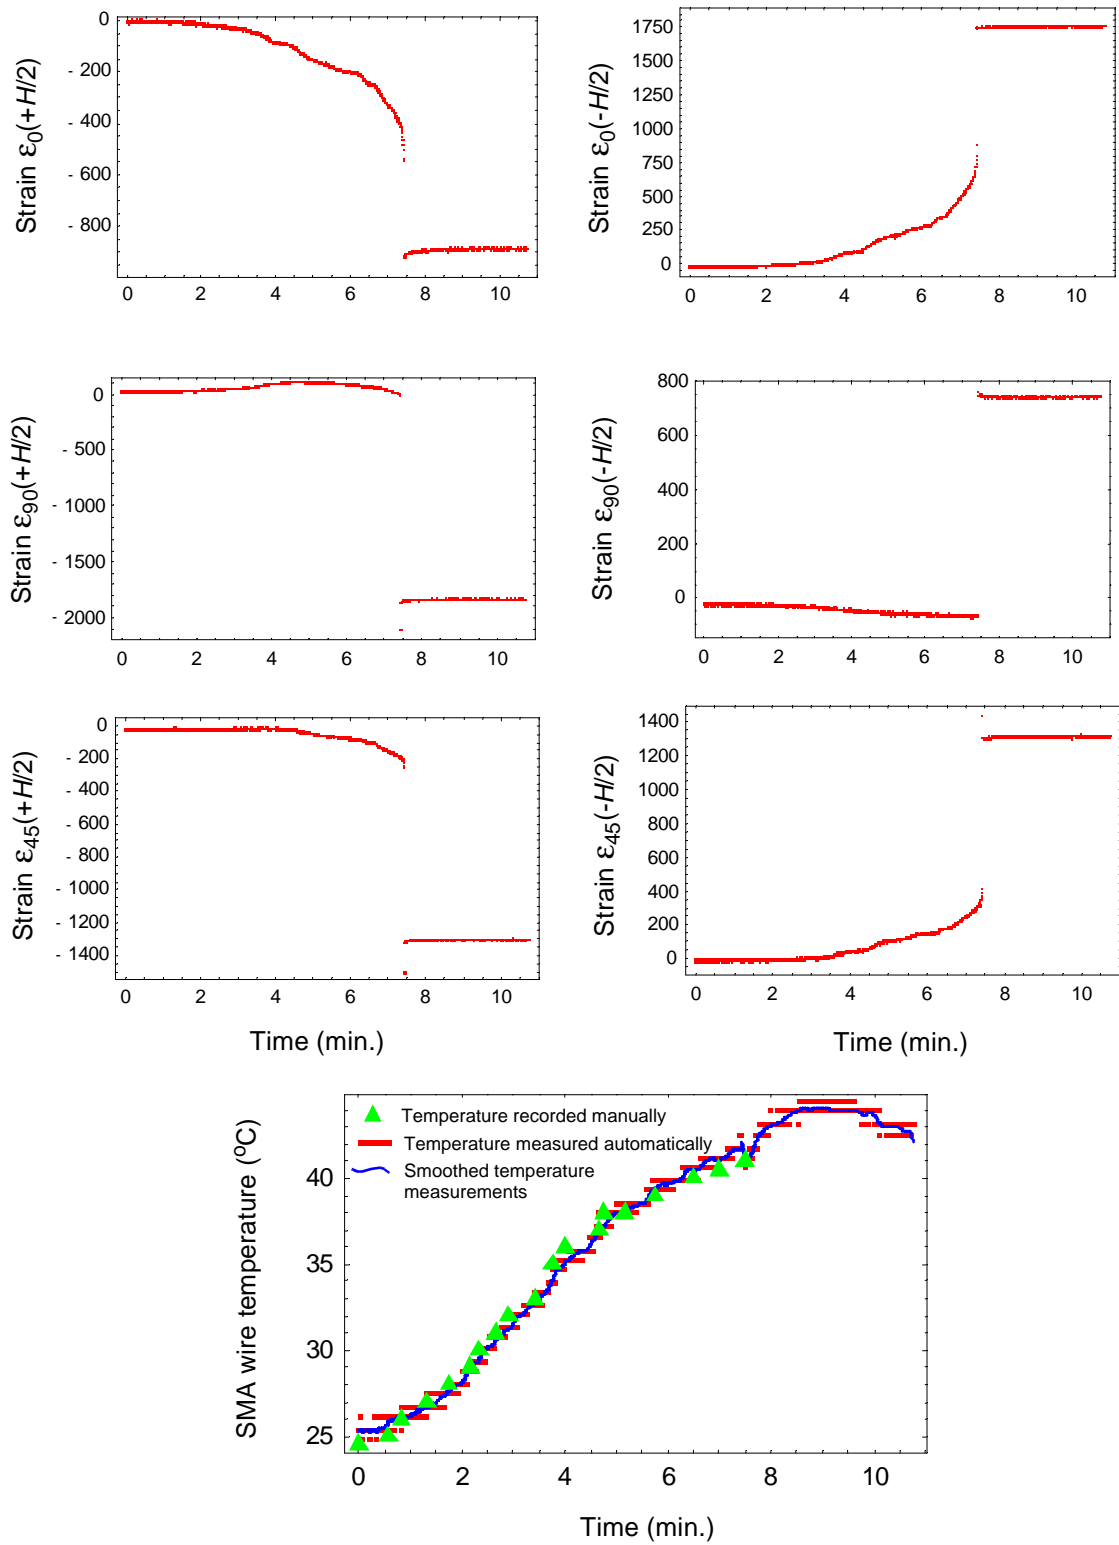 Strain ε0(+H/2)
0
- 200
- 400
- 600
- 800
0 2 4 6 8 10
Strain ε0(-H/2)
1750
1500
1250
1000
750
500
250
0
0 2 4 6 8 10
Strain ε90(+H/2)
0
- 500
- 1000
- 1500
- 2000
0 2 4 6 8 10
Strain ε90(-H/2)
800
600
400
200
0
0 2 4 6 8 10
Strain ε45(+H/2)
0
- 200
- 400
- 600
- 800
- 1000
- 1200
- 1400
0 2 4 6 8 10
Time (min.)
Strain ε45(-H/2)
1400
1200
1000
800
600
400
200
0
0 2 4 6 8 10
Time (min.)
SMA wire temperature (ºC)
Temperature recorded manually
Temperature measured automatically
Smoothed temperature
measurements
40
35
30
25
0 2 4 6 8 10
Time (min.)